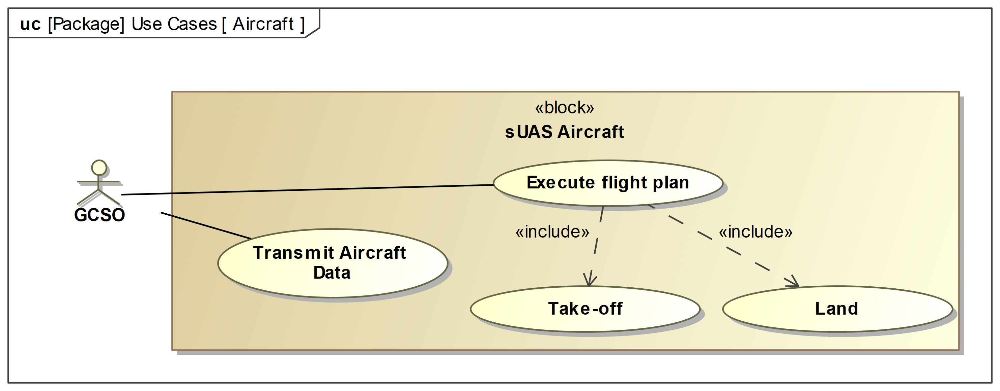 uc [Package] Use Cases [ Aircraft ]
«block»
sUAS Aircraft
Execute flight plan
GCSO
«include»
«include»
Transmit Aircraft
Data
Take-off
Land